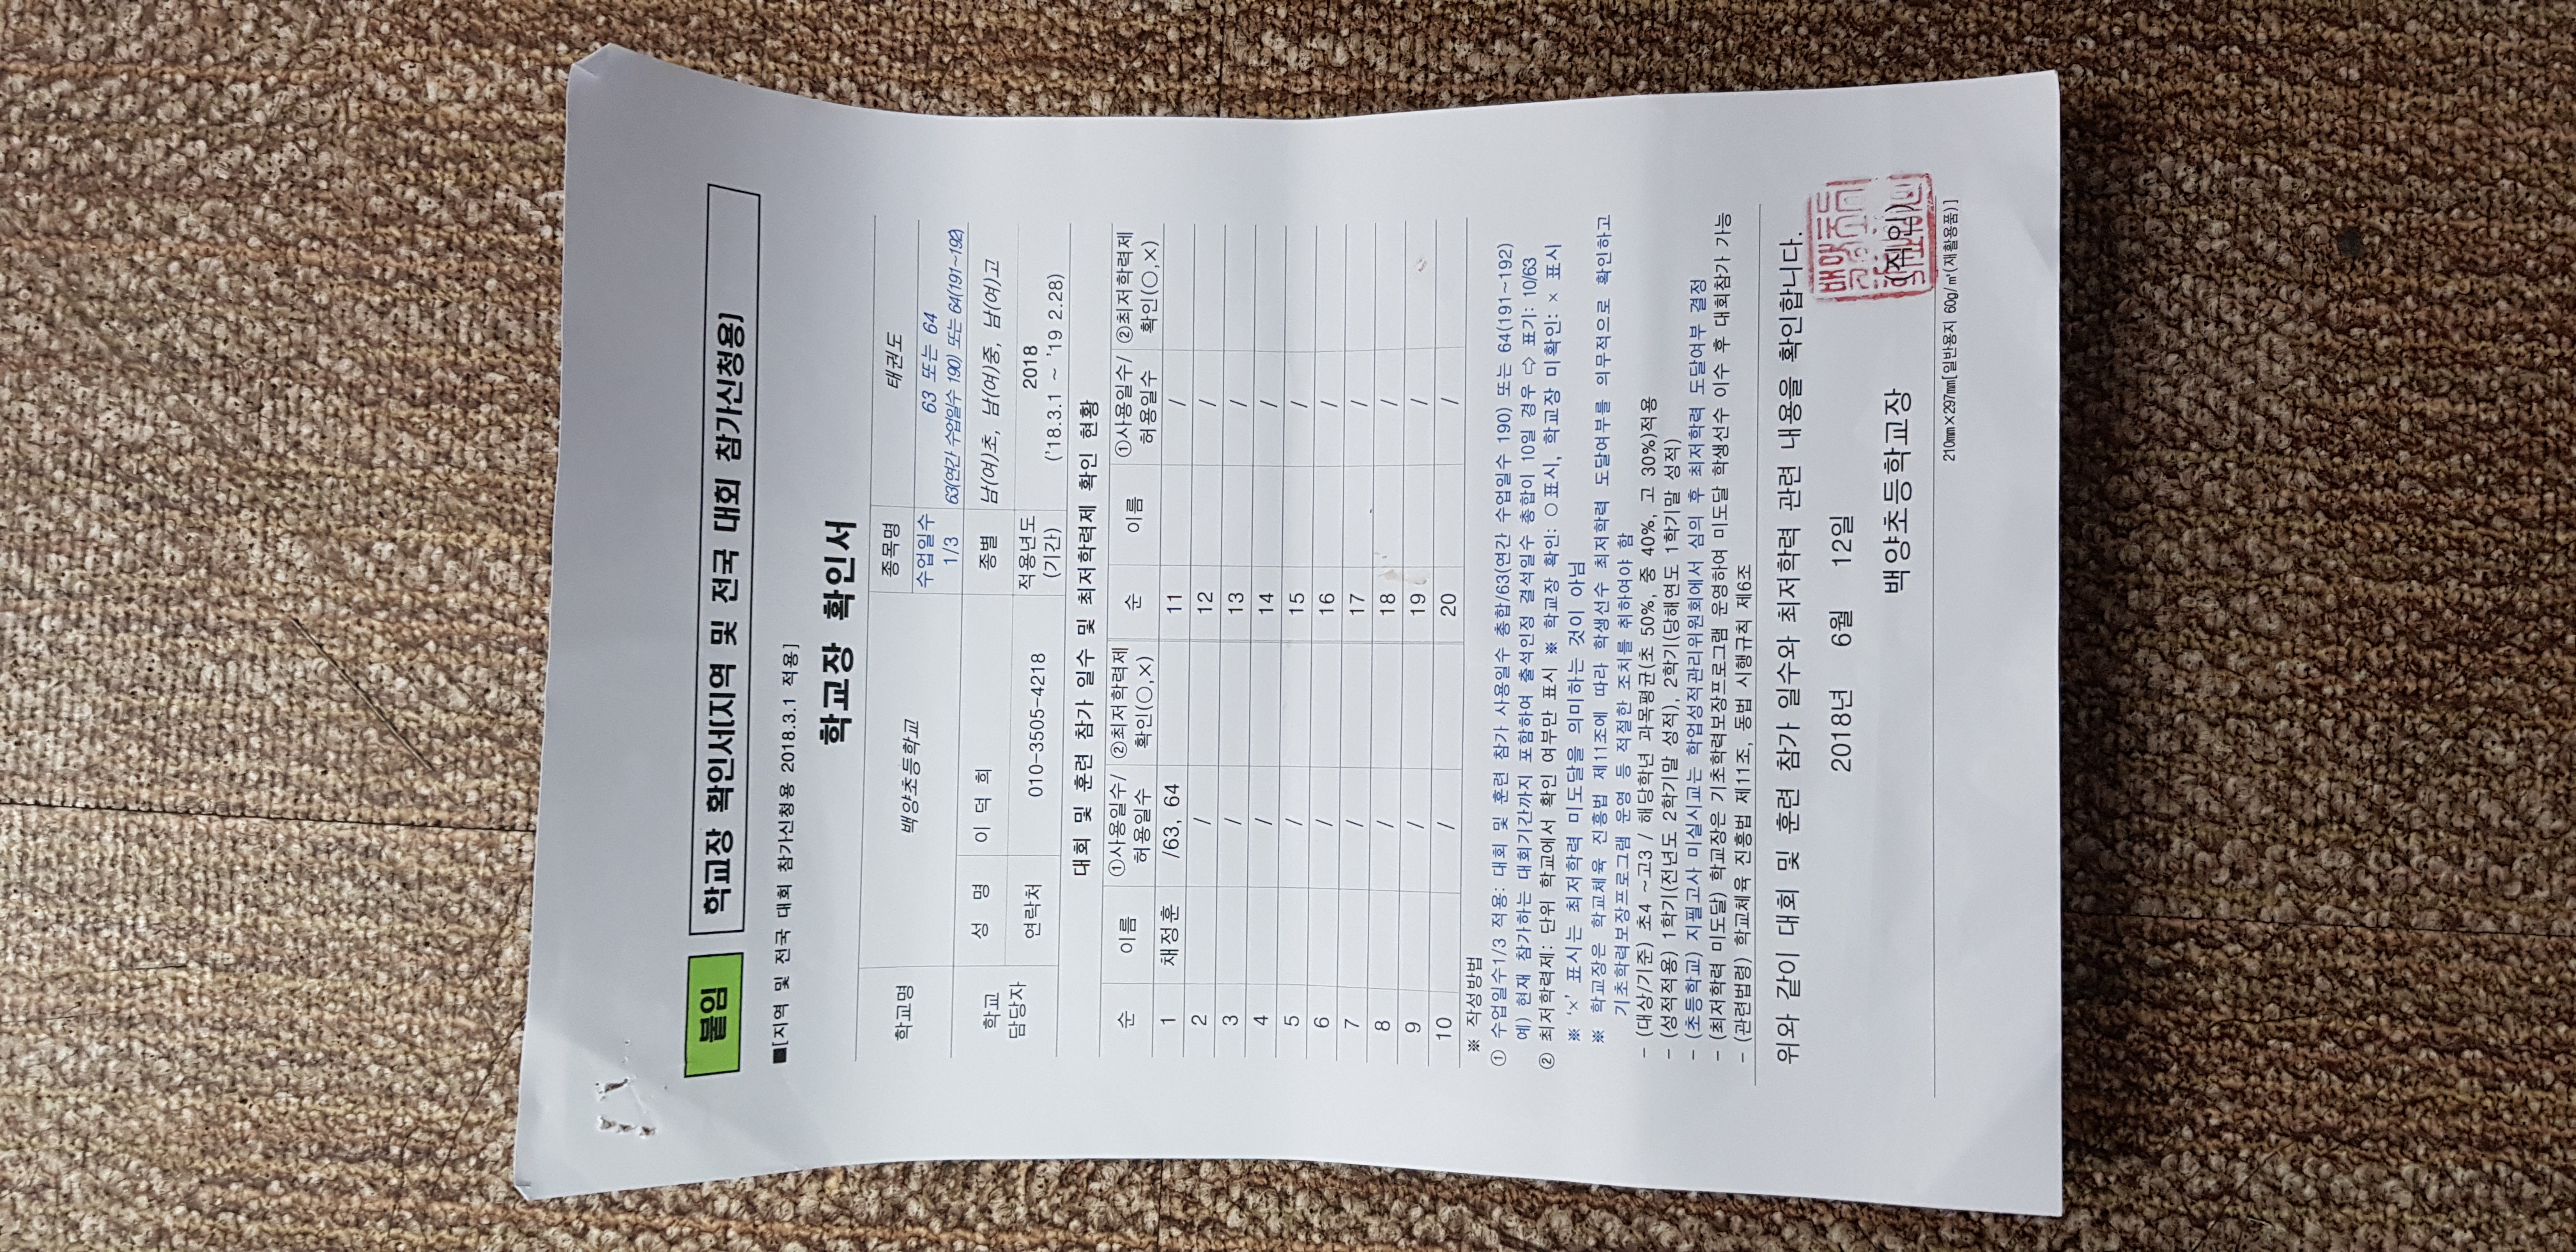 붙임
학교장 확인서[지역 및 전국 대회 참가신청용]
■[지역 및 전국 대회 참가신청용 2018.3.1 적용]
학교장 확인서
학교명 백양초등학교 종목명 태권도
수업일수 1/3 63 또는 64
63(연간 수업일수 190) 또는 64(191~192)
학교 담당자 성 명 이 덕 희 종별 남(여)초, 남(여)중, 남(여)고
연락처 010-3505-4218 적용년도 (기간) 2018
('18.3.1 ~ '19 2.28)
대회 및 훈련 참가 일수 및 최저학력제 확인 현황
순 이름 ①사용일수/허용일수 ②최저학력제 확인(○,×) 순 이름 ①사용일수/허용일수 ②최저학력제 확인(○,×)
1 채정훈 /63, 64 11 /
2 / 12 /
3 / 13 /
4 / 14 /
5 / 15 /
6 / 16 /
7 / 17 /
8 / 18 /
9 / 19 /
10 / 20 /
※ 작성방법
① 수업일수1/3 적용: 대회 및 훈련 참가 사용일수 총합/63(연간 수업일수 190) 또는 64(191~192)
예) 현재 참가하는 대회기간까지 포함하여 출석인정 결석일수 총합이 10일 경우 ⇨ 표기: 10/63
② 최저학력제: 단위 학교에서 확인 여부만 표시 ※ 학교장 확인: ○ 표시, 학교장 미확인: × 표시
※ '×' 표시는 최저학력 미도달을 의미하는 것이 아님
※ 학교장은 학교체육 진흥법 제11조에 따라 학생선수 최저학력 도달여부를 의무적으로 확인하고
기초학력보장프로그램 운영 등 적절한 조치를 취하여야 함
- (대상/기준) 초4 ~고3 / 해당학년 과목평균(초 50%, 중 40%, 고 30%)적용
- (성적적용) 1학기(전년도 2학기말 성적), 2학기(당해연도 1학기말 성적)
- (초등학교) 지필고사 미실시교는 학업성적관리위원회에서 심의 후 최저학력 도달여부 결정
- (최저학력 미도달) 학교장은 기초학력보장프로그램 운영하여 미도달 학생선수 이수 후 대회참가 가능
- (관련법령) 학교체육 진흥법 제11조, 동법 시행규칙 제6조
위와 같이 대회 및 훈련 참가 일수와 최저학력 관련 내용을 확인합니다.
2018년 6월 12일
백양초등학교장 (직인)
210㎜×297㎜[일반용지 60g/㎡(재활용품)]